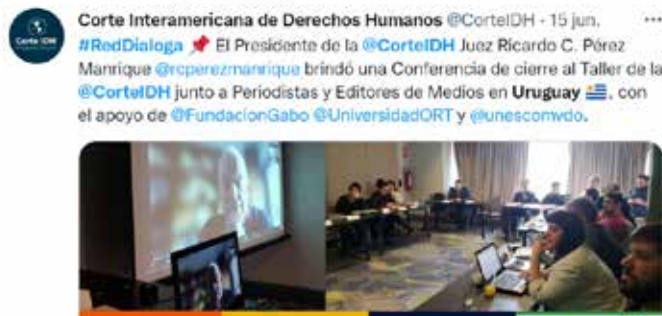 Corte IDH
Corte Interamericana de Derechos Humanos @CorteIDH · 15 jun.
#RedDialoga 📌 El Presidente de la @CorteIDH Juez Ricardo C. Pérez
Manrique @rcperezmanrique brindó una Conferencia de cierre al Taller de la
@CorteIDH junto a Periodistas y Editores de Medios en Uruguay 🇺🇾, con
el apoyo de @FundacionGabo @UniversidadORT y @unescomvdo.